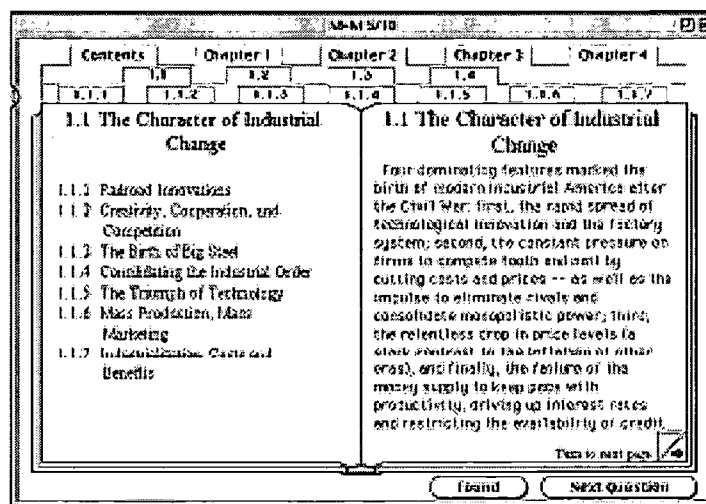 M-M 5/10
Contents Chapter 1 Chapter 2 Chapter 3 Chapter 4
1.1 1.2 1.3 1.4
1.1.1 1.1.2 1.1.3 1.1.4 1.1.5 1.1.6 1.1.7
1.1 The Character of Industrial
Change
1.1.1 Railroad Innovations
1.1.2 Creativity, Cooperation, and
Competition
1.1.3 The Birth of Big Steel
1.1.4 Consolidating the Industrial Order
1.1.5 The Triumph of Technology
1.1.6 Mass Production, Mass
Marketing
1.1.7 Industrialization: Costs and
Benefits
1.1 The Character of Industrial
Change
Four dominating features marked the
birth of modern industrial America after
the Civil War: first, the rapid spread of
technological innovation and the factory
system; second, the constant pressure on
firms to compete tooth and nail by
cutting costs and prices -- as well as the
impulse to eliminate rivals and
consolidate monopolistic power; third,
the relentless drop in price levels (a
stark contrast to the inflation of other
eras), and finally, the failure of the
money supply to keep pace with
productivity, driving up interest rates
and restricting the availability of credit.
Turn to next page
Found Next Question